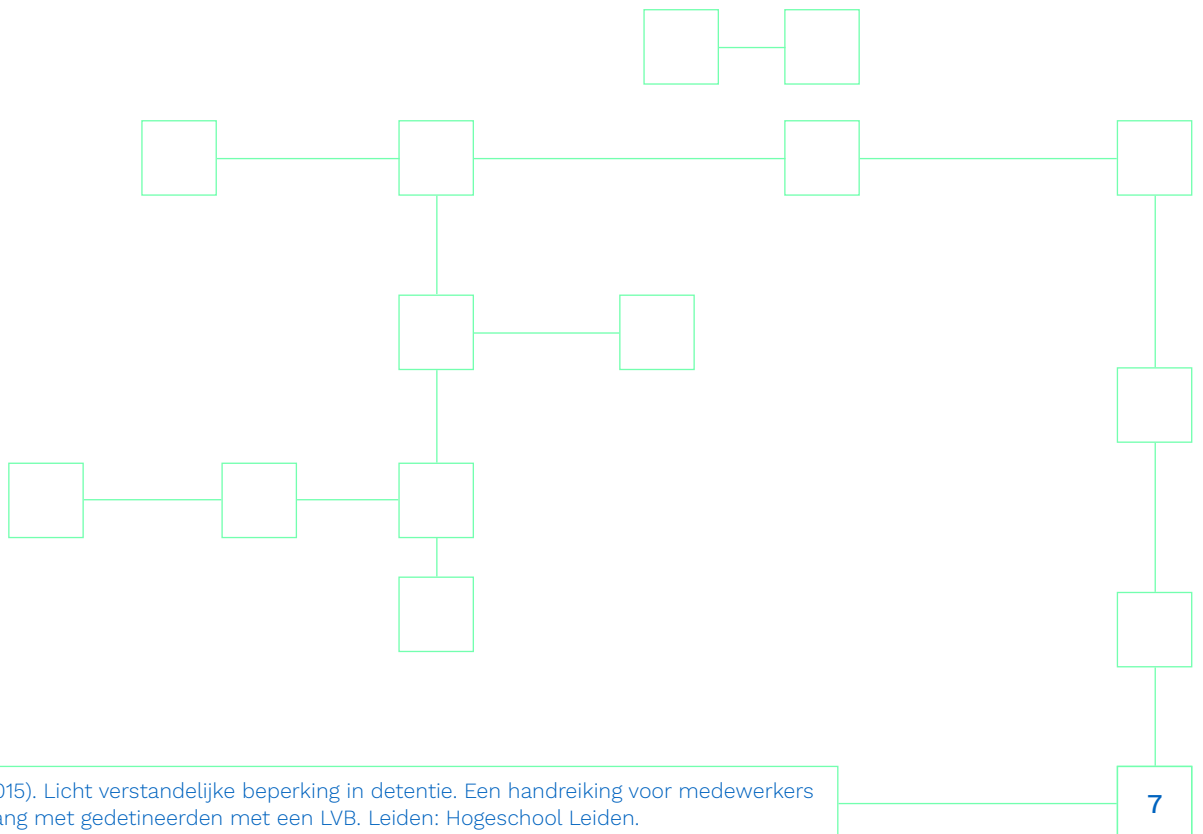 015). Licht verstandelijke beperking in detentie. Een handreiking voor medewerkers
ang met gedetineerden met een LVB. Leiden: Hogeschool Leiden.
7